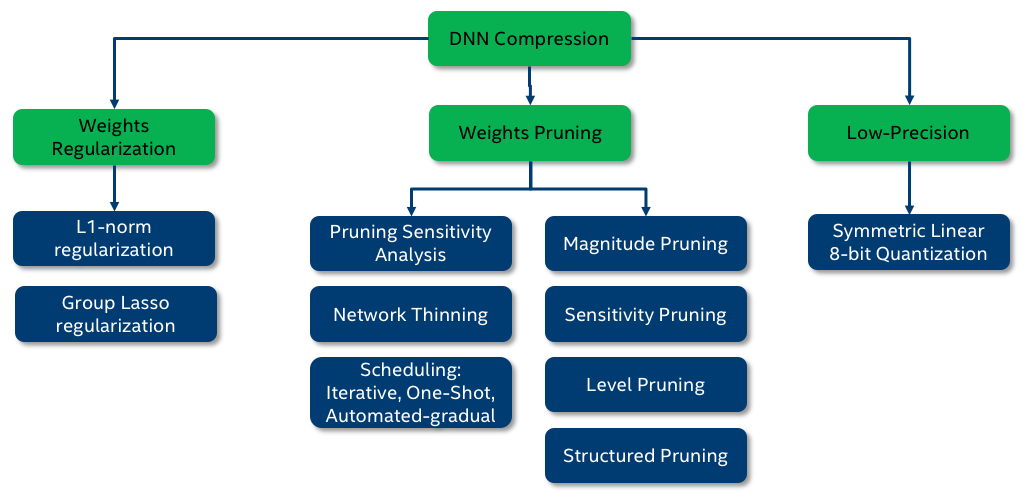 DNN Compression
Weights
Regularization
Weights Pruning
Low-Precision
L1-norm
regularization
Group Lasso
regularization
Pruning Sensitivity
Analysis
Network Thinning
Scheduling:
Iterative, One-Shot,
Automated-gradual
Magnitude Pruning
Sensitivity Pruning
Level Pruning
Structured Pruning
Symmetric Linear
8-bit Quantization